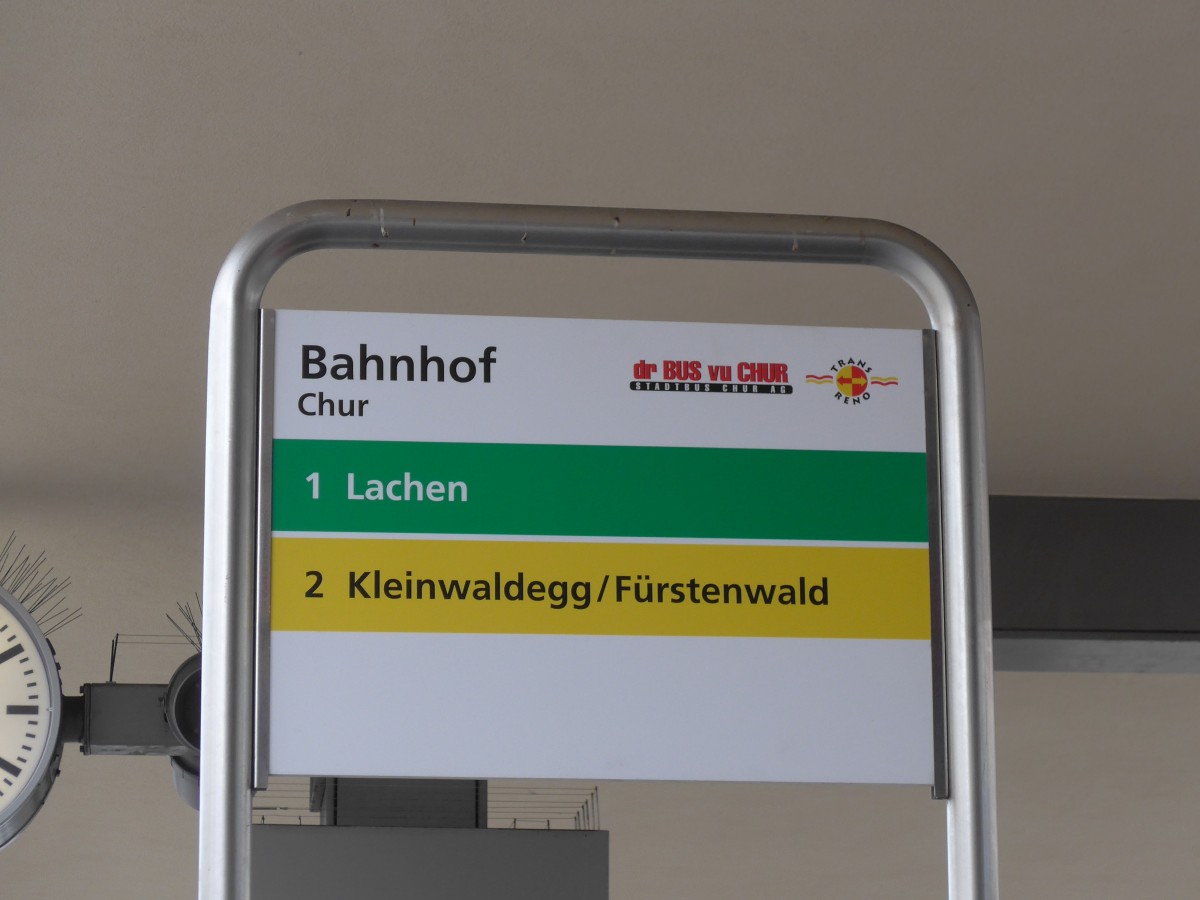 Bahnhof
Chur
dr BUS vu CHUR
STADTBUS CHUR AG
TRANS
RENO
1 Lachen
2 Kleinwaldegg/Fürstenwald